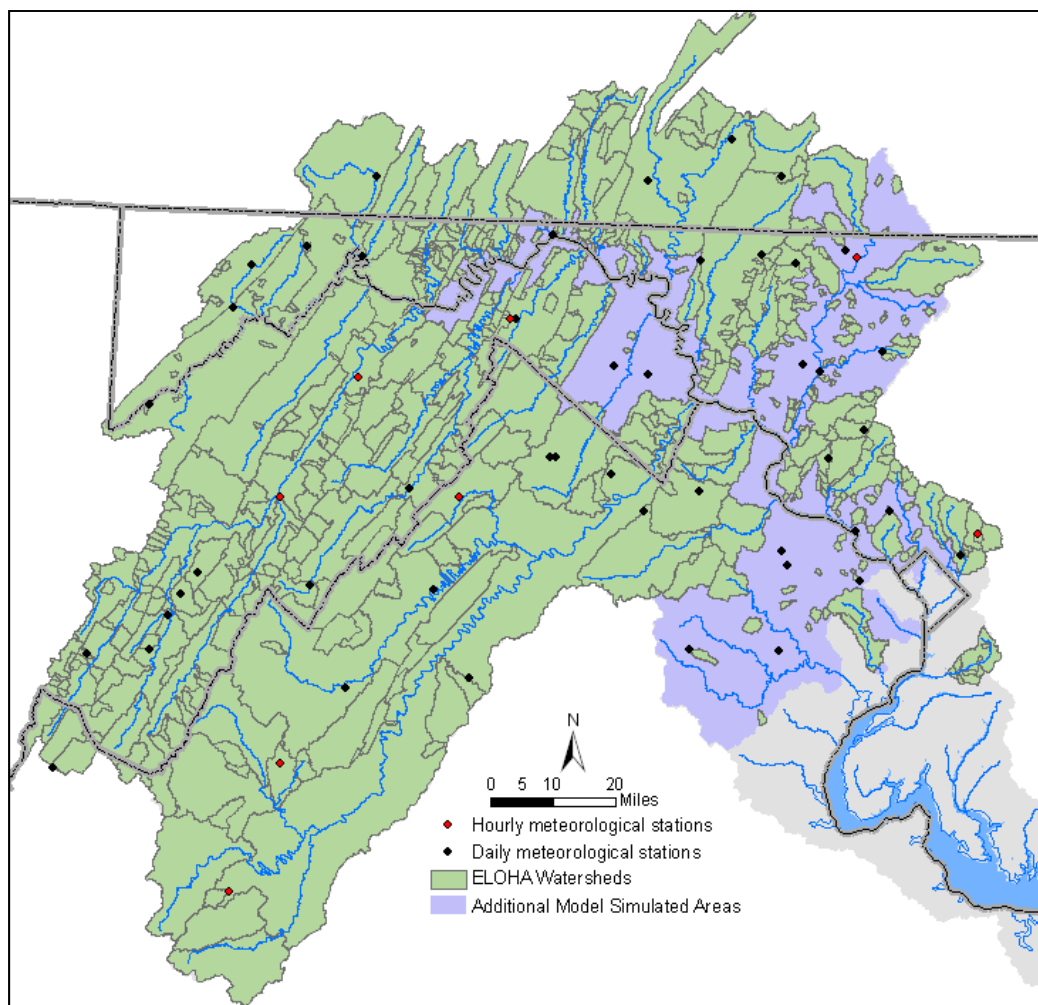 N
0 5 10 20
Miles
Hourly meteorological stations
Daily meteorological stations
ELOHA Watersheds
Additional Model Simulated Areas